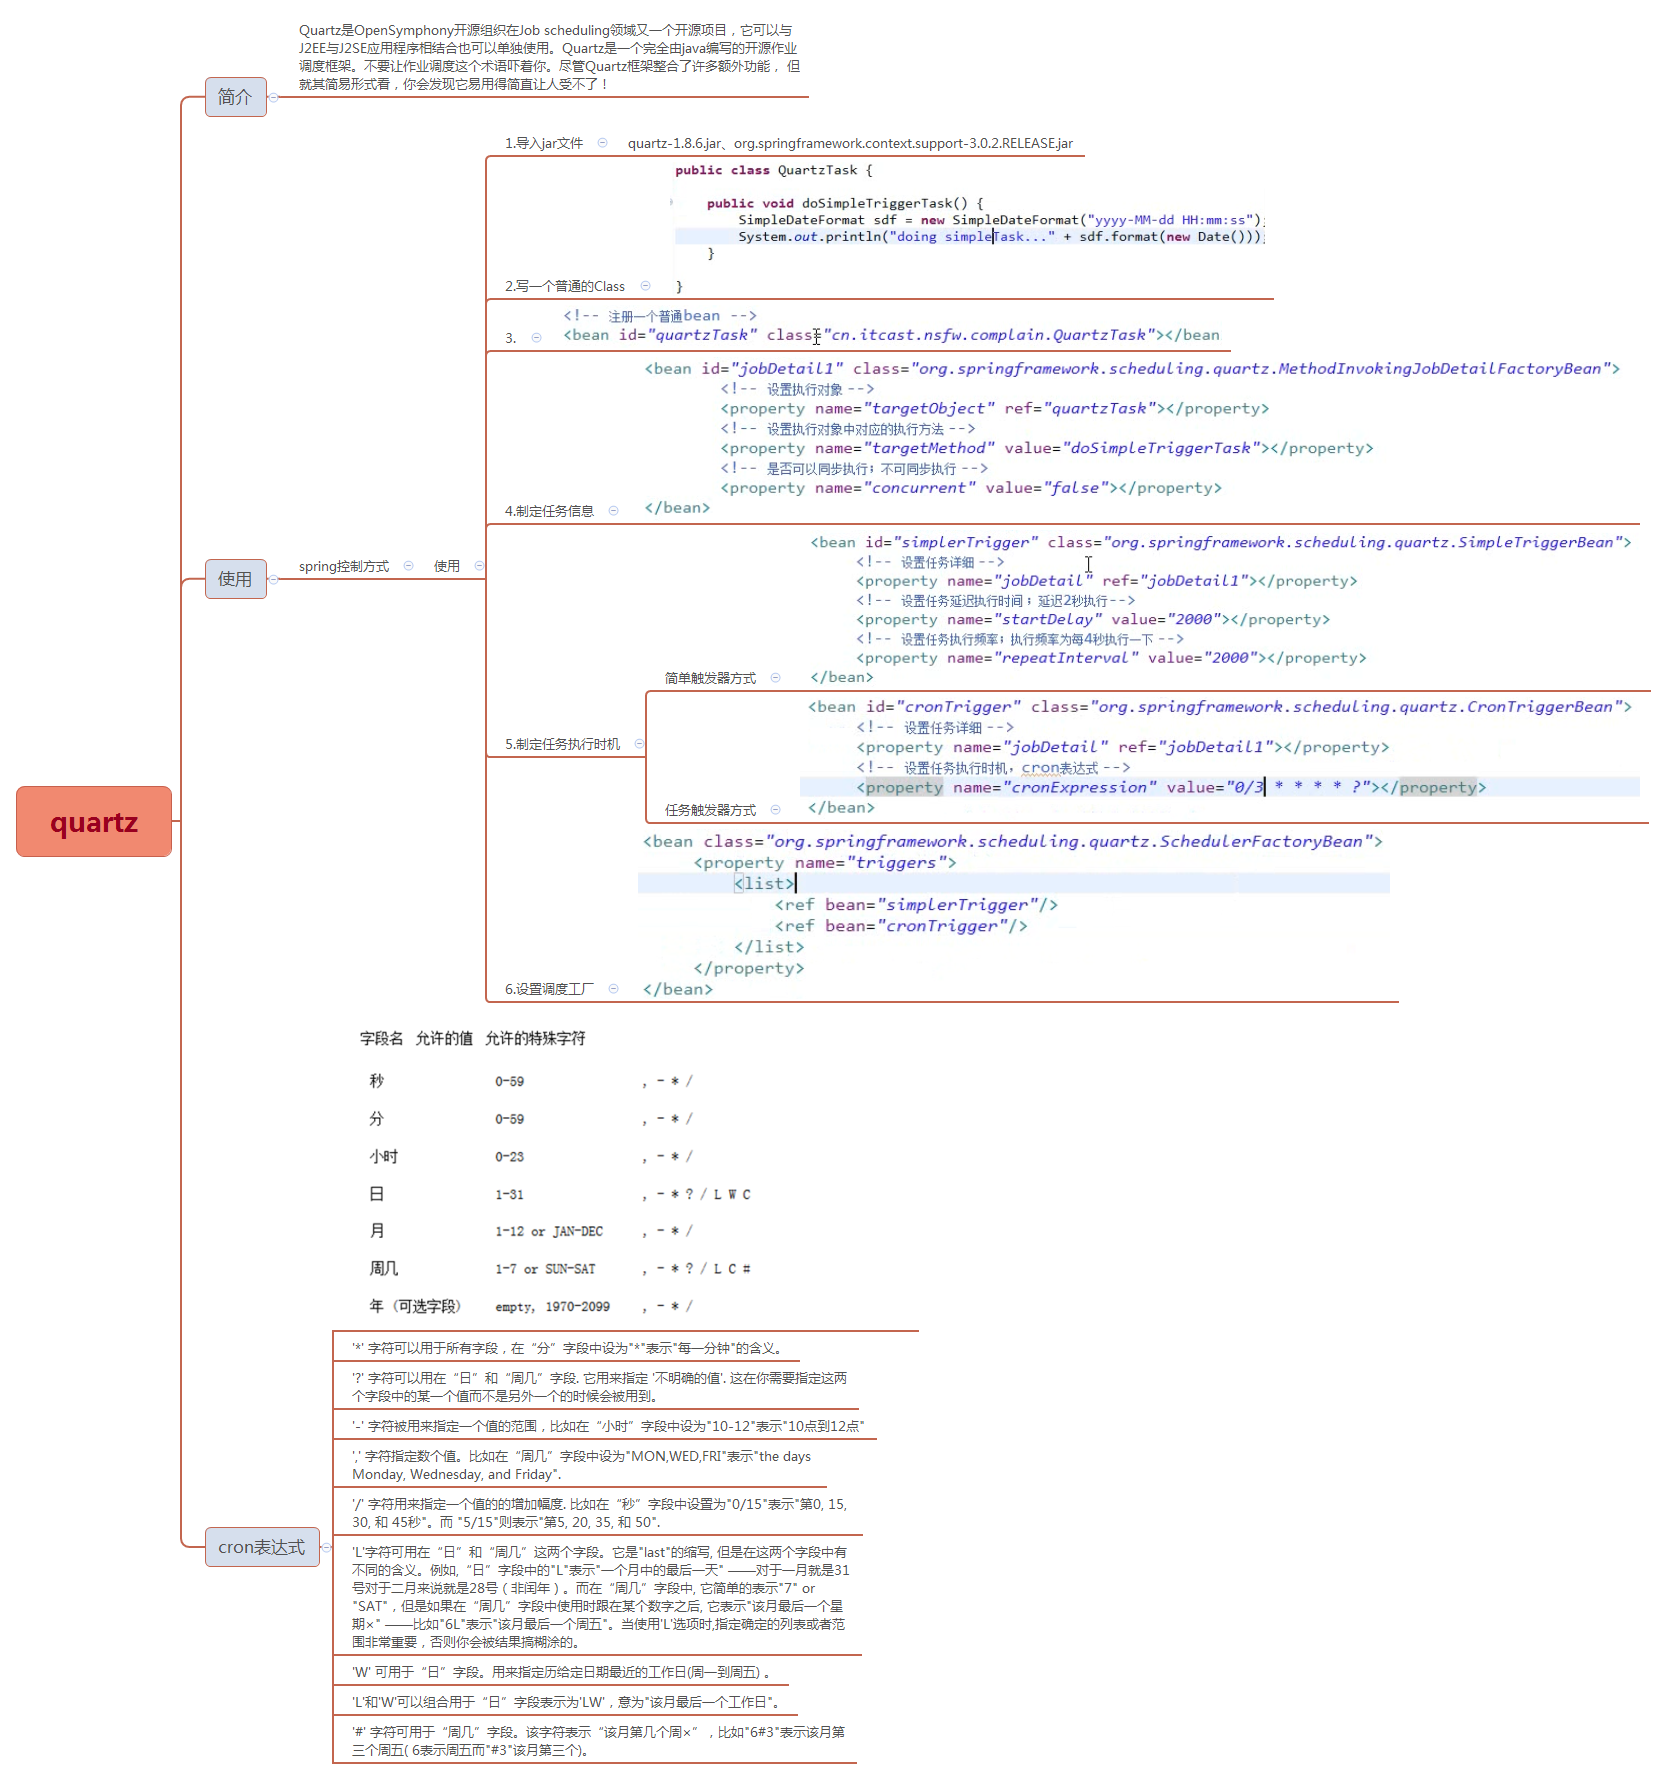 Quartz是OpenSymphony开源组织在Job scheduling领域又一个开源项目，它可以与
J2EE与J2SE应用程序相结合也可以单独使用。Quartz是一个完全由java编写的开源作业
调度框架。不要让作业调度这个术语吓着你。尽管Quartz框架整合了许多额外功能， 但
就其简易形式看，你会发现它易用得简直让人受不了！
简介
1.导入jar文件
quartz-1.8.6.jar、org.springframework.context.support-3.0.2.RELEASE.jar
public class QuartzTask {
public void doSimpleTriggerTask() {
SimpleDateFormat sdf = new SimpleDateFormat("yyyy-MM-dd HH:mm:ss");
System.out.println("doing simpleTask..." + sdf.format(new Date()));
}
}
2.写一个普通的Class
<!-- 注册一个普通bean -->
<bean id="quartzTask" class="cn.itcast.nsfw.complain.QuartzTask"></bean
3.
<bean id="jobDetail1" class="org.springframework.scheduling.quartz.MethodInvokingJobDetailFactoryBean">
<!-- 设置执行对象 -->
<property name="targetObject" ref="quartzTask"></property>
<!-- 设置执行对象中对应的执行方法 -->
<property name="targetMethod" value="doSimpleTriggerTask"></property>
<!-- 是否可以同步执行；不可同步执行 -->
<property name="concurrent" value="false"></property>
</bean>
4.制定任务信息
使用
spring控制方式
使用
<bean id="simplerTrigger" class="org.springframework.scheduling.quartz.SimpleTriggerBean">
<!-- 设置任务详细 -->
<property name="jobDetail" ref="jobDetail1"></property>
<!-- 设置任务延迟执行时间；延迟2秒执行-->
<property name="startDelay" value="2000"></property>
<!-- 设置任务执行频率；执行频率为每4秒执行一下 -->
<property name="repeatInterval" value="2000"></property>
</bean>
简单触发器方式
5.制定任务执行时机
<bean id="cronTrigger" class="org.springframework.scheduling.quartz.CronTriggerBean">
<!-- 设置任务详细 -->
<property name="jobDetail" ref="jobDetail1"></property>
<!-- 设置任务执行时机，cron表达式 -->
<property name="cronExpression" value="0/3 * * * * ?"></property>
</bean>
任务触发器方式
quartz
<bean class="org.springframework.scheduling.quartz.SchedulerFactoryBean">
<property name="triggers">
<list>
<ref bean="simplerTrigger"/>
<ref bean="cronTrigger"/>
</list>
</property>
</bean>
6.设置调度工厂
字段名 允许的值 允许的特殊字符
秒 0-59 , - * /
分 0-59 , - * /
小时 0-23 , - * /
日 1-31 , - * ? / L W C
月 1-12 or JAN-DEC , - * /
周几 1-7 or SUN-SAT , - * ? / L C #
年（可选字段） empty, 1970-2099 , - * /
'*' 字符可以用于所有字段，在“分”字段中设为"*"表示"每一分钟"的含义。
'?' 字符可以用在“日”和“周几”字段. 它用来指定 '不明确的值'. 这在你需要指定这两
个字段中的某一个值而不是另外一个的时候会被用到。
'-' 字符被用来指定一个值的范围，比如在“小时”字段中设为"10-12"表示"10点到12点"
',' 字符指定数个值。比如在“周几”字段中设为"MON,WED,FRI"表示"the days
Monday, Wednesday, and Friday".
'/' 字符用来指定一个值的的增加幅度. 比如在“秒”字段中设置为"0/15"表示"第0, 15,
30, 和 45秒"。而 "5/15"则表示"第5, 20, 35, 和 50".
cron表达式
'L'字符可用在“日”和“周几”这两个字段。它是"last"的缩写, 但是在这两个字段中有
不同的含义。例如,“日”字段中的"L"表示"一个月中的最后一天" ——对于一月就是31
号对于二月来说就是28号（非闰年）。而在“周几”字段中, 它简单的表示"7" or
"SAT"，但是如果在“周几”字段中使用时跟在某个数字之后, 它表示"该月最后一个星
期×" ——比如"6L"表示"该月最后一个周五"。当使用'L'选项时,指定确定的列表或者范
围非常重要，否则你会被结果搞糊涂的。
'W' 可用于“日”字段。用来指定历给定日期最近的工作日(周一到周五) 。
'L'和'W'可以组合用于“日”字段表示为'LW'，意为"该月最后一个工作日"。
'#' 字符可用于“周几”字段。该字符表示“该月第几个周×”，比如"6#3"表示该月第
三个周五( 6表示周五而"#3"该月第三个)。